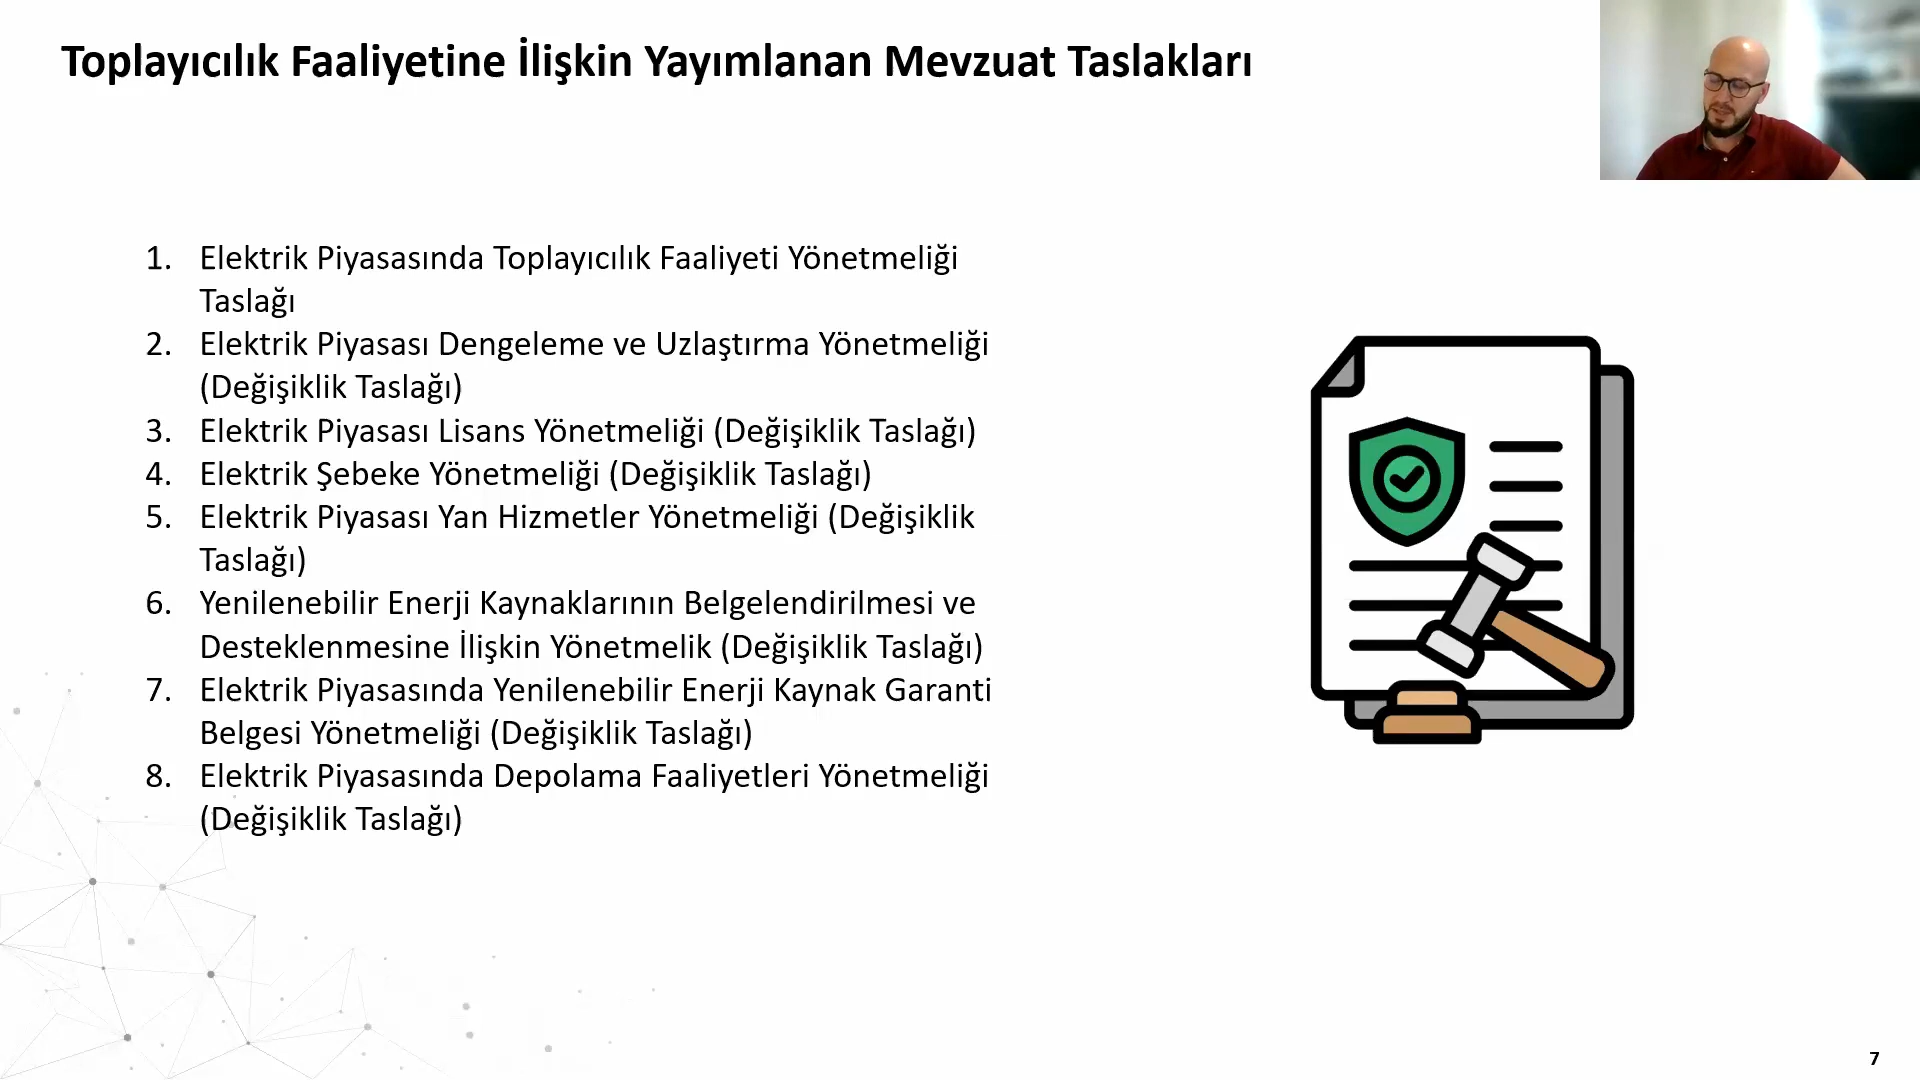 Toplayıcılık Faaliyetine İlişkin Yayımlanan Mevzuat Taslakları
1. Elektrik Piyasasında Toplayıcılık Faaliyeti Yönetmeliği
Taslağı
2. Elektrik Piyasası Dengeleme ve Uzlaştırma Yönetmeliği
(Değişiklik Taslağı)
3. Elektrik Piyasası Lisans Yönetmeliği (Değişiklik Taslağı)
4. Elektrik Şebeke Yönetmeliği (Değişiklik Taslağı)
5. Elektrik Piyasası Yan Hizmetler Yönetmeliği (Değişiklik
Taslağı)
6. Yenilenebilir Enerji Kaynaklarının Belgelendirilmesi ve
Desteklenmesine İlişkin Yönetmelik (Değişiklik Taslağı)
7. Elektrik Piyasasında Yenilenebilir Enerji Kaynak Garanti
Belgesi Yönetmeliği (Değişiklik Taslağı)
8. Elektrik Piyasasında Depolama Faaliyetleri Yönetmeliği
(Değişiklik Taslağı)
7